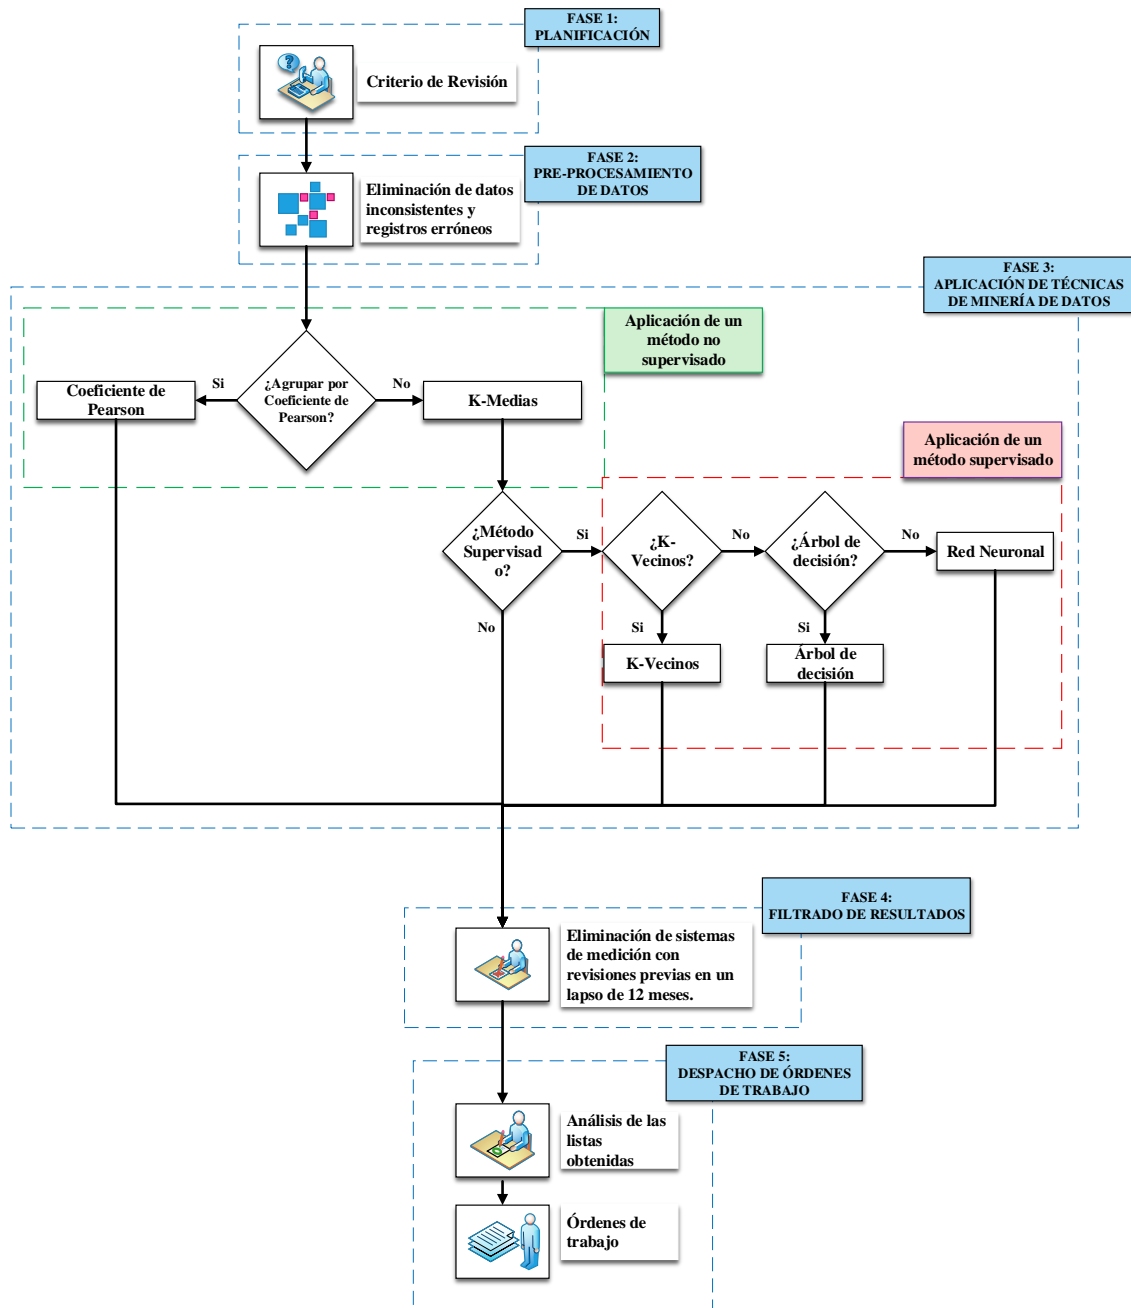 FASE 1:
PLANIFICACIÓN
Criterio de Revisión
FASE 2:
PRE-PROCESAMIENTO
DE DATOS
Eliminación de datos
inconsistentes y
registros erróneos
FASE 3:
APLICACIÓN DE TÉCNICAS
DE MINERÍA DE DATOS
Aplicación de un
método no
supervisado
¿Agrupar por
Coeficiente de
Pearson?
Si
No
Coeficiente de
Pearson
K-Medias
Aplicación de un
método supervisado
¿Método
Supervisad
o?
Si
No
¿K-
Vecinos?
No
Si
¿Árbol de
decisión?
No
Si
Red Neuronal
K-Vecinos
Árbol de
decisión
FASE 4:
FILTRADO DE RESULTADOS
Eliminación de sistemas
de medición con
revisiones previas en un
lapso de 12 meses.
FASE 5:
DESPACHO DE ÓRDENES
DE TRABAJO
Análisis de las
listas
obtenidas
Órdenes de
trabajo